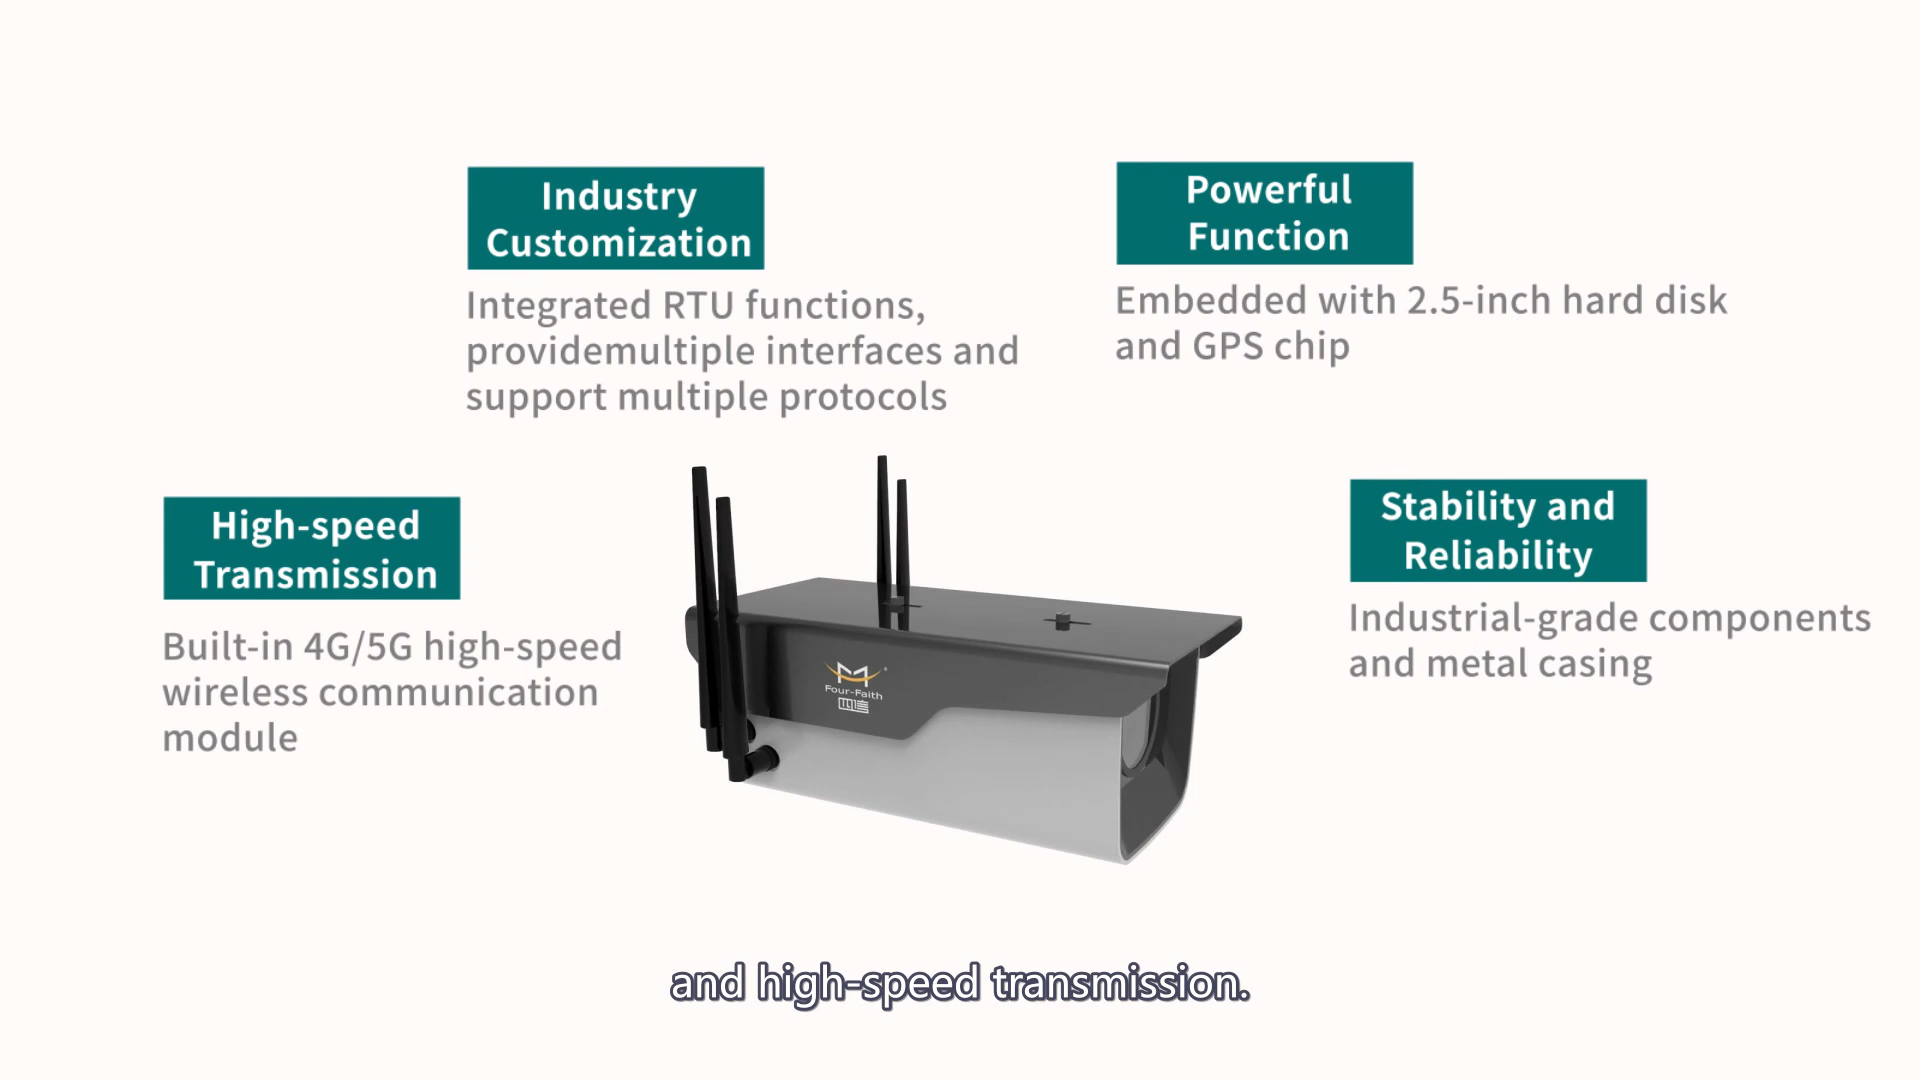 Industry
Customization
Integrated RTU functions,
providemultiple interfaces and
support multiple protocols
Powerful
Function
Embedded with 2.5-inch hard disk
and GPS chip
High-speed
Transmission
Built-in 4G/5G high-speed
wireless communication
module
Stability and
Reliability
Industrial-grade components
and metal casing
Four-Faith
四信
and high-speed transmission.